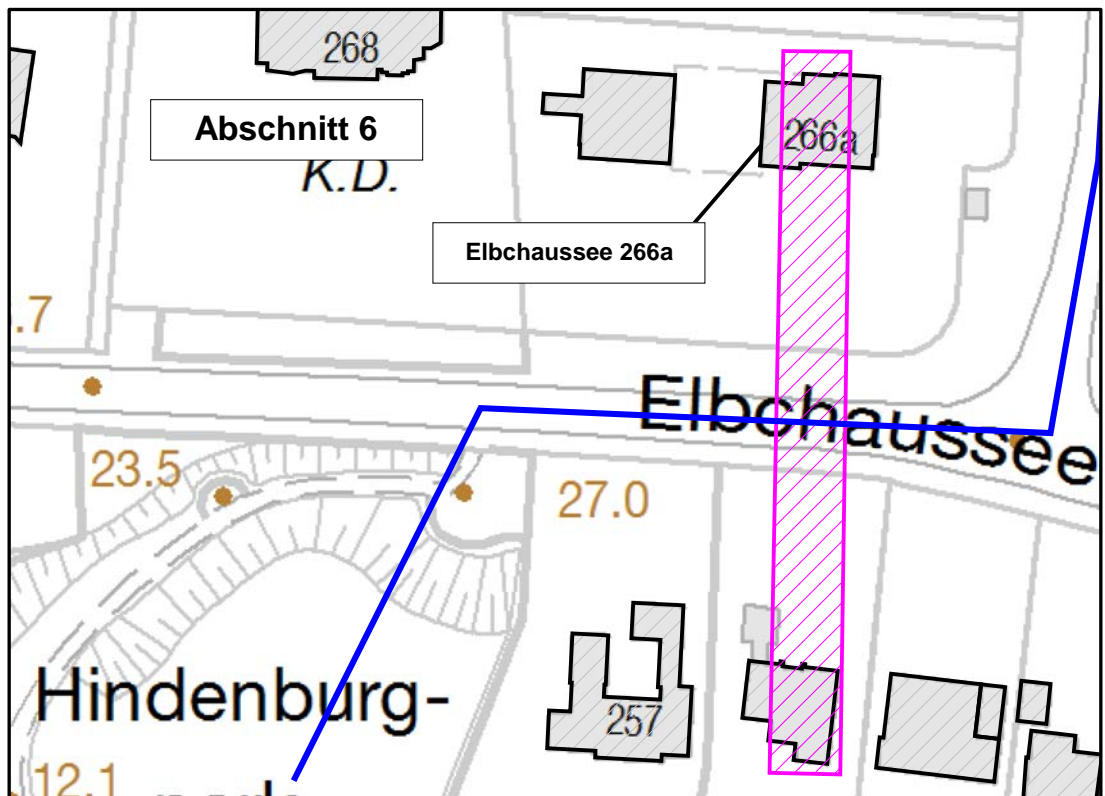 268
Abschnitt 6
K.D.
266a
Elbchaussee 266a
.7
Elbchaussee
23.5
27.0
Hindenburg-
257
12.1